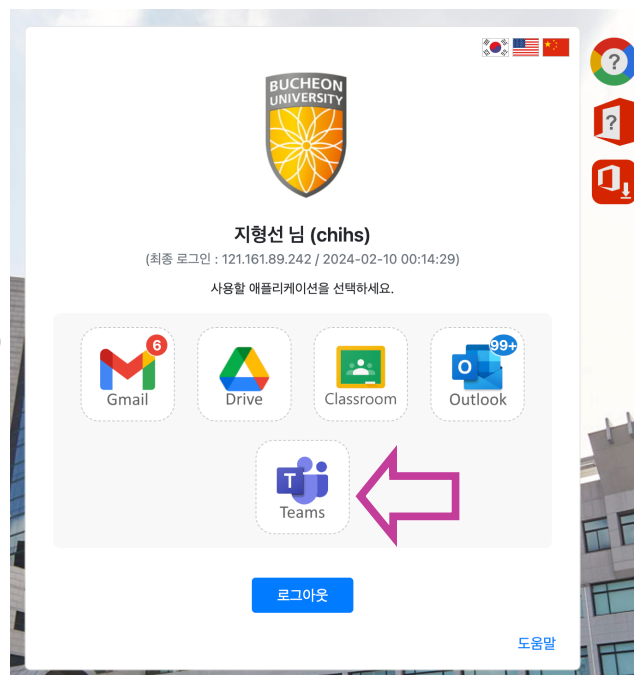 BUCHEON
UNIVERSITY
지형선 님 (chihs)
(최종 로그인 : 121.161.89.242 / 2024-02-10 00:14:29)
사용할 애플리케이션을 선택하세요.
6
99+
Gmail
Drive
Classroom
Outlook
Teams
로그아웃
도움말